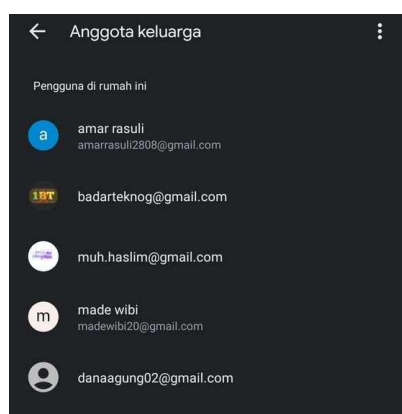 Anggota keluarga
Pengguna di rumah ini
a
amar rasuli
amarrasuli2808@gmail.com
1BT
badarteknog@gmail.com
muh.haslim@gmail.com
m
made wibi
madewibi20@gmail.com
danaagung02@gmail.com